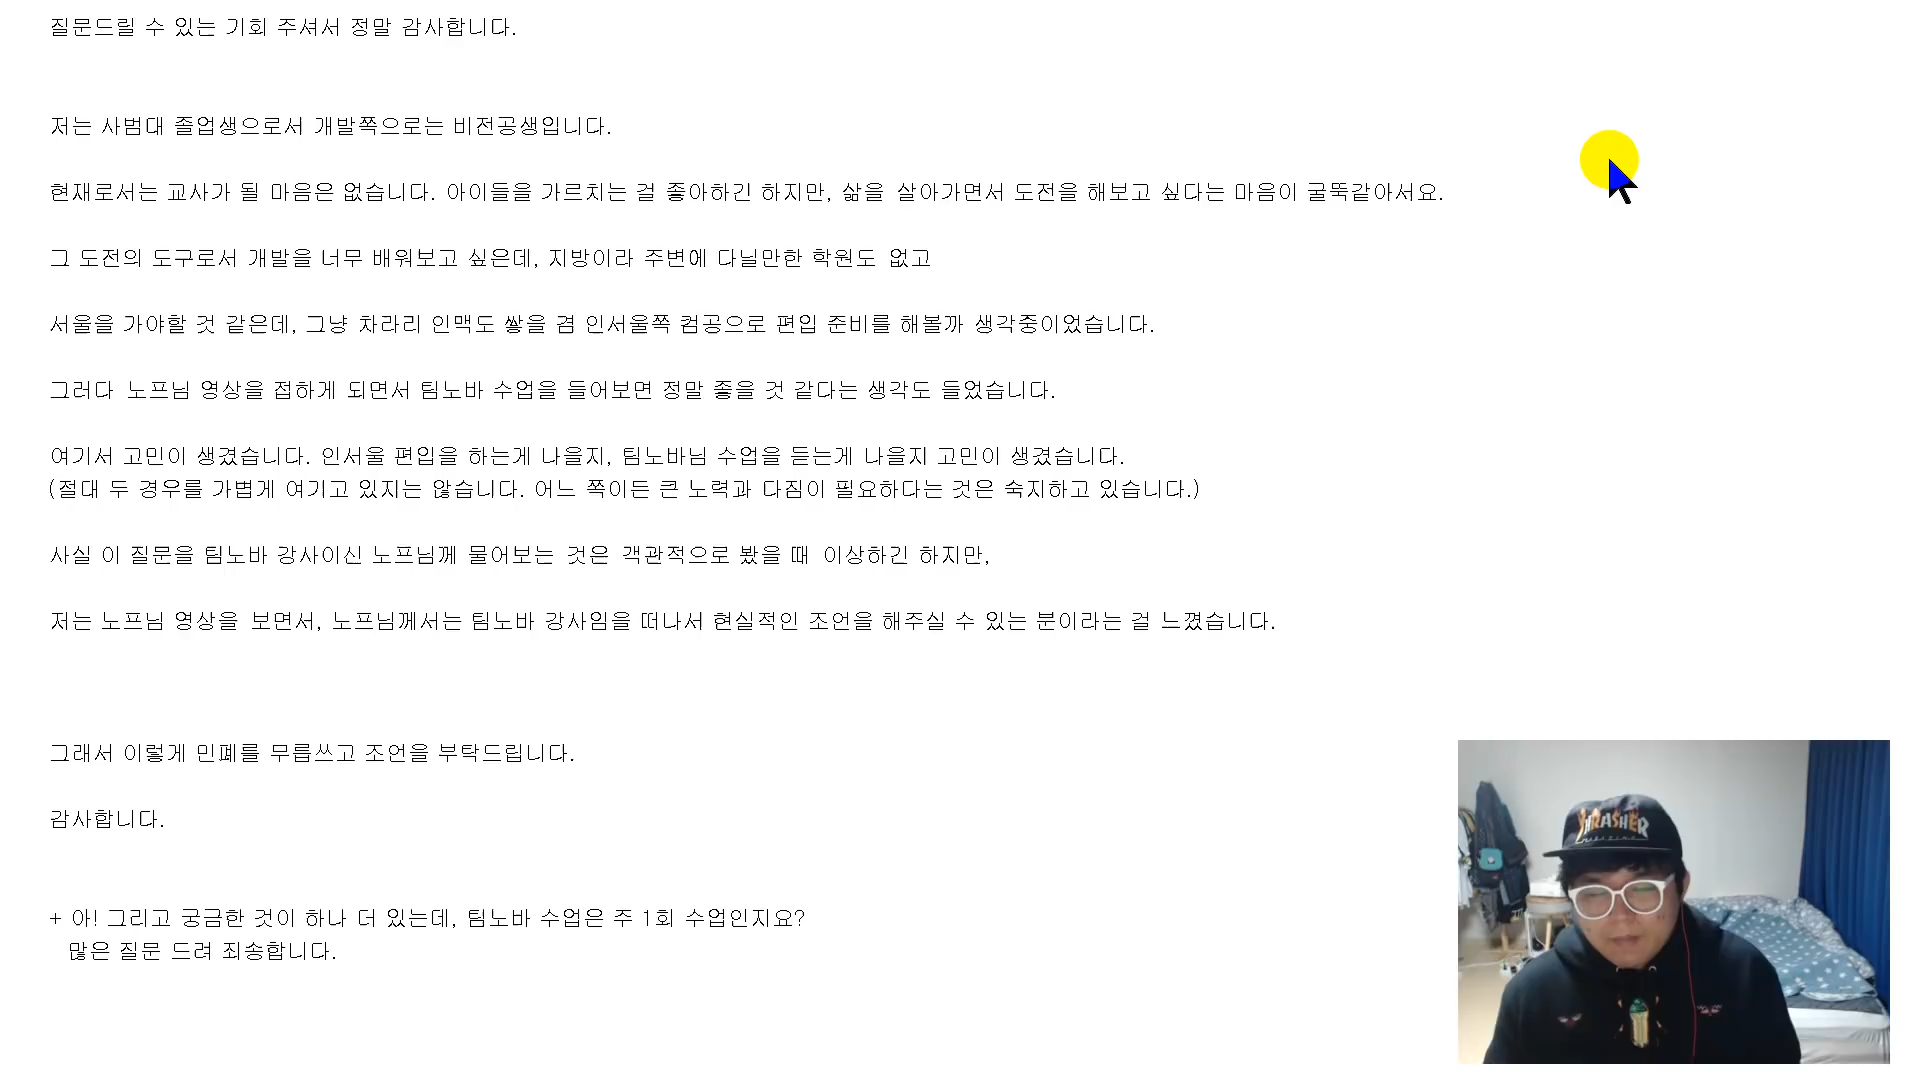 질문드릴 수 있는 기회 주셔서 정말 감사합니다.
저는 사범대 졸업생으로서 개발쪽으로는 비전공생입니다.
현재로서는 교사가 될 마음은 없습니다. 아이들을 가르치는 걸 좋아하긴 하지만, 삶을 살아가면서 도전을 해보고 싶다는 마음이 굴뚝같아서요.
그 도전의 도구로서 개발을 너무 배워보고 싶은데, 지방이라 주변에 다닐만한 학원도 없고
서울을 가야할 것 같은데, 그냥 차라리 인맥도 쌓을 겸 인서울쪽 컴공으로 편입 준비를 해볼까 생각중이었습니다.
그러다 노프님 영상을 접하게 되면서 팀노바 수업을 들어보면 정말 좋을 것 같다는 생각도 들었습니다.
여기서 고민이 생겼습니다. 인서울 편입을 하는게 나을지, 팀노바님 수업을 듣는게 나을지 고민이 생겼습니다.
(절대 두 경우를 가볍게 여기고 있지는 않습니다. 어느 쪽이든 큰 노력과 다짐이 필요하다는 것은 숙지하고 있습니다.)
사실 이 질문을 팀노바 강사이신 노프님께 물어보는 것은 객관적으로 봤을 때 이상하긴 하지만,
저는 노프님 영상을 보면서, 노프님께서는 팀노바 강사임을 떠나서 현실적인 조언을 해주실 수 있는 분이라는 걸 느꼈습니다.
그래서 이렇게 민폐를 무릅쓰고 조언을 부탁드립니다.
감사합니다.
+ 아! 그리고 궁금한 것이 하나 더 있는데, 팀노바 수업은 주 1회 수업인지요?
많은 질문 드려 죄송합니다.
THRASHER